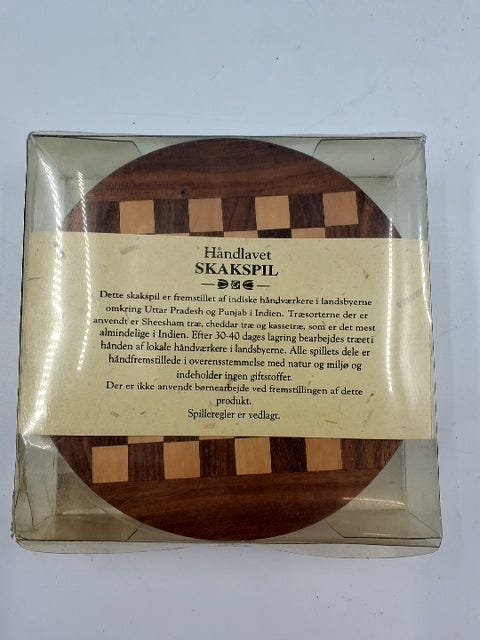 Håndlavet
SKAKSPIL
Dette skakspil er fremstillet af indiske håndværkere i landsbyerne
omkring Uttar Pradesh og Punjab i Indien. Træsorterne der er
anvendt er Sheesham træ, cheddar træ og kassetræ, som er det mest
almindelige i Indien. Efter 30-40 dages lagring bearbejdes træet i
hånden af lokale håndværkere i landsbyerne. Alle spillets dele er
håndfremstillede i overensstemmelse med natur og miljø og
indeholder ingen giftstoffer.
Der er ikke anvendt børnearbejde ved fremstillingen af dette
produkt.
Spilleregler er vedlagt.